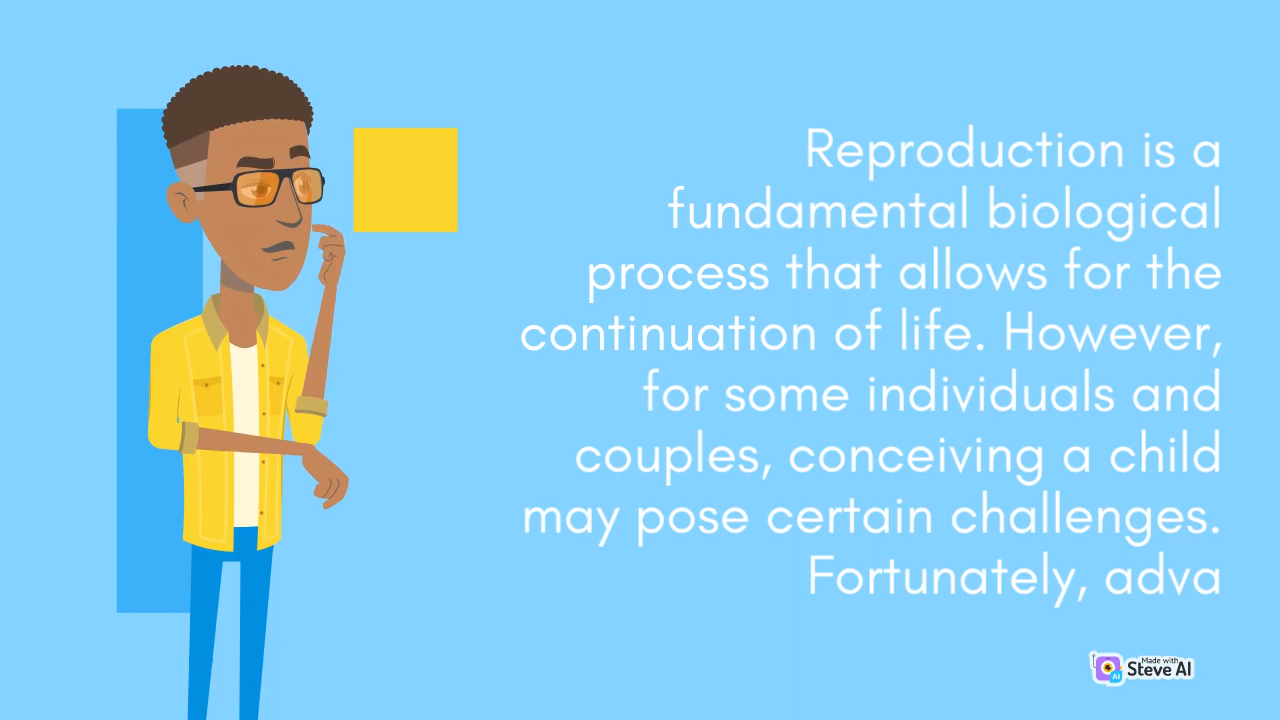 Reproduction is a
fundamental biological
process that allows for the
continuation of life. However,
for some individuals and
couples, conceiving a child
may pose certain challenges.
Fortunately, adva
Made with
Steve AI
AI